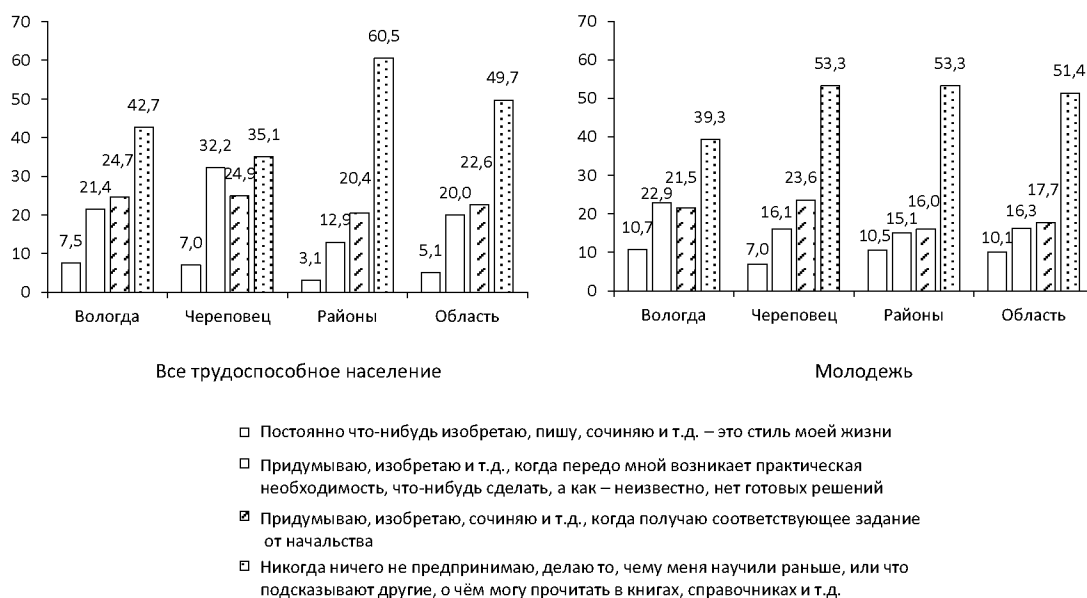 70
60
50
40
30
20
10
0
7,5
21,4
24,7
42,7
7,0
32,2
24,9
35,1
3,1
12,9
20,4
60,5
5,1
20,0
22,6
49,7
Вологда
Череповец
Районы
Область
Все трудоспособное население
70
60
50
40
30
20
10
0
10,7
22,9
21,5
39,3
7,0
16,1
23,6
53,3
10,5
15,1
16,0
53,3
10,1
16,3
17,7
51,4
Вологда
Череповец
Районы
Область
Молодежь
Постоянно что-нибудь изобретаю, пишу, сочиняю и т.д. – это стиль моей жизни
Придумываю, изобретаю и т.д., когда передо мной возникает практическая
необходимость, что-нибудь сделать, а как – неизвестно, нет готовых решений
Придумываю, изобретаю, сочиняю и т.д., когда получаю соответствующее задание
от начальства
Никогда ничего не предпринимаю, делаю то, чему меня научили раньше, или что
подсказывают другие, о чём могу прочитать в книгах, справочниках и т.д.